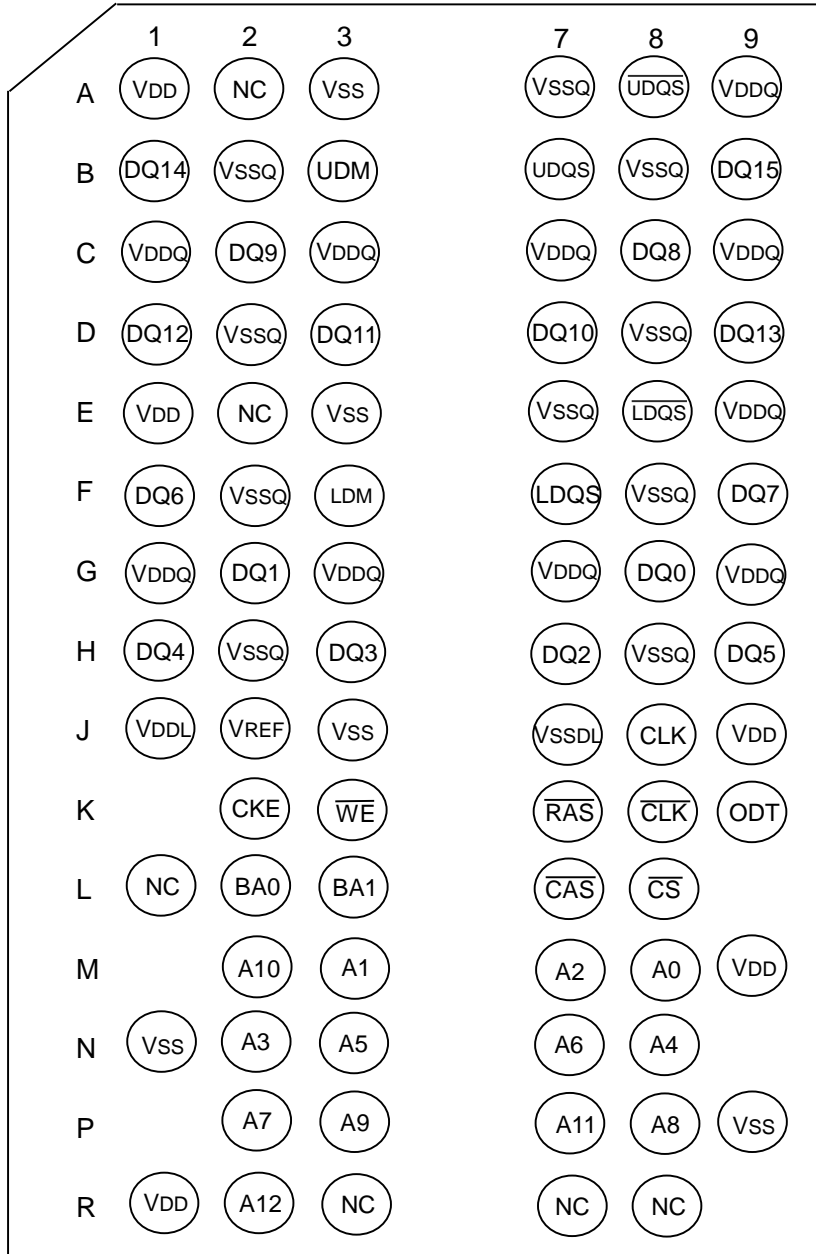 1 2 3 7 8 9
A VDD NC VSS VSSQ UDQS VDDQ
B DQ14 VSSQ UDM UDQS VSSQ DQ15
C VDDQ DQ9 VDDQ VDDQ DQ8 VDDQ
D DQ12 VSSQ DQ11 DQ10 VSSQ DQ13
E VDD NC VSS VSSQ LDQS VDDQ
F DQ6 VSSQ LDM LDQS VSSQ DQ7
G VDDQ DQ1 VDDQ VDDQ DQ0 VDDQ
H DQ4 VSSQ DQ3 DQ2 VSSQ DQ5
J VDDL VREF VSS VSSDL CLK VDD
K CKE WE RAS CLK ODT
L NC BA0 BA1 CAS CS
M A10 A1 A2 A0 VDD
N VSS A3 A5 A6 A4
P A7 A9 A11 A8 VSS
R VDD A12 NC NC NC